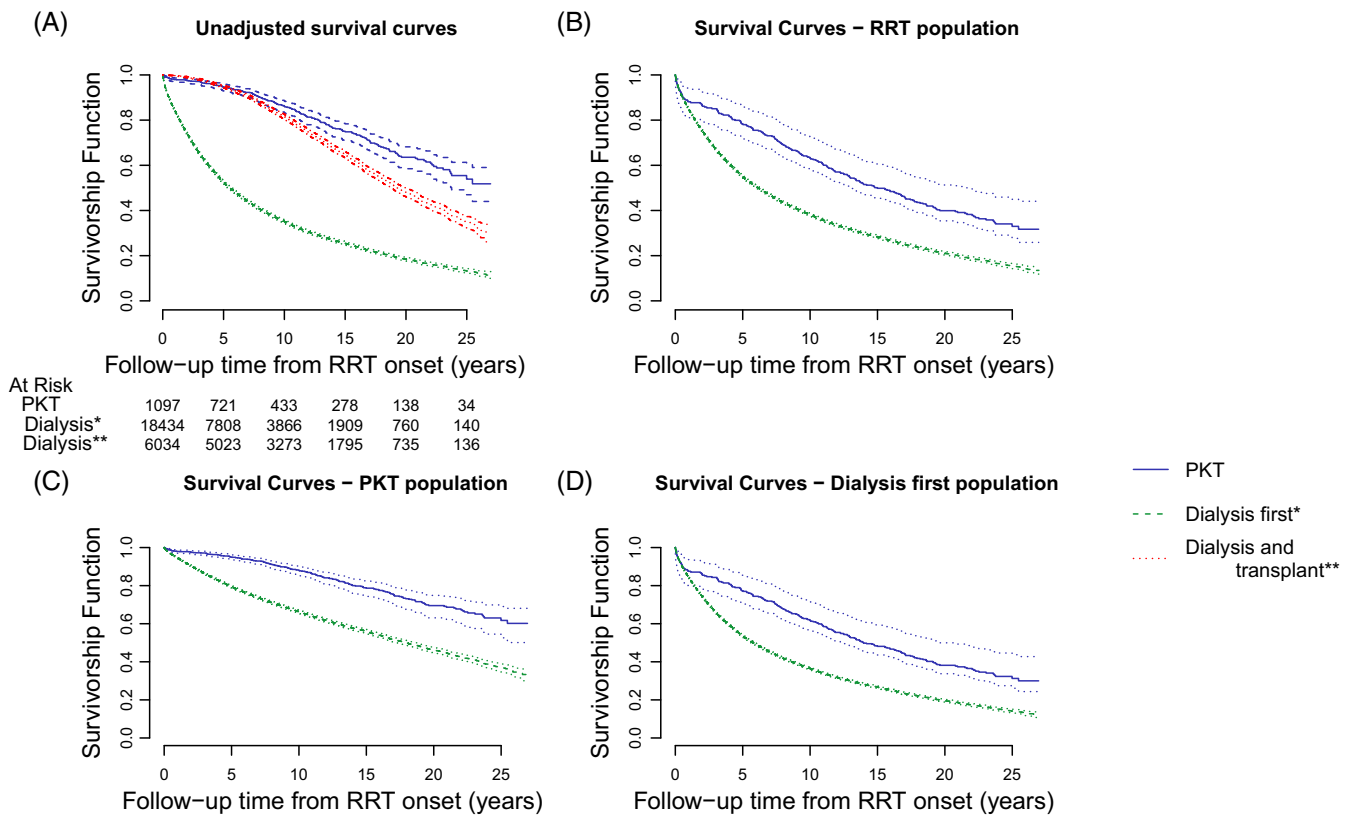 (A)
Unadjusted survival curves
Survivorship Function
0.0 0.2 0.4 0.6 0.8 1.0
0 5 10 15 20 25
Follow−up time from RRT onset (years)
At Risk
PKT 1097 721 433 278 138 34
Dialysis* 18434 7808 3866 1909 760 140
Dialysis** 6034 5023 3273 1795 735 136
(B)
Survival Curves − RRT population
Survivorship Function
0.0 0.2 0.4 0.6 0.8 1.0
0 5 10 15 20 25
Follow−up time from RRT onset (years)
(C)
Survival Curves − PKT population
Survivorship Function
0.0 0.2 0.4 0.6 0.8 1.0
0 5 10 15 20 25
Follow−up time from RRT onset (years)
(D)
Survival Curves − Dialysis first population
Survivorship Function
0.0 0.2 0.4 0.6 0.8 1.0
0 5 10 15 20 25
Follow−up time from RRT onset (years)
PKT
Dialysis first*
Dialysis and
transplant**